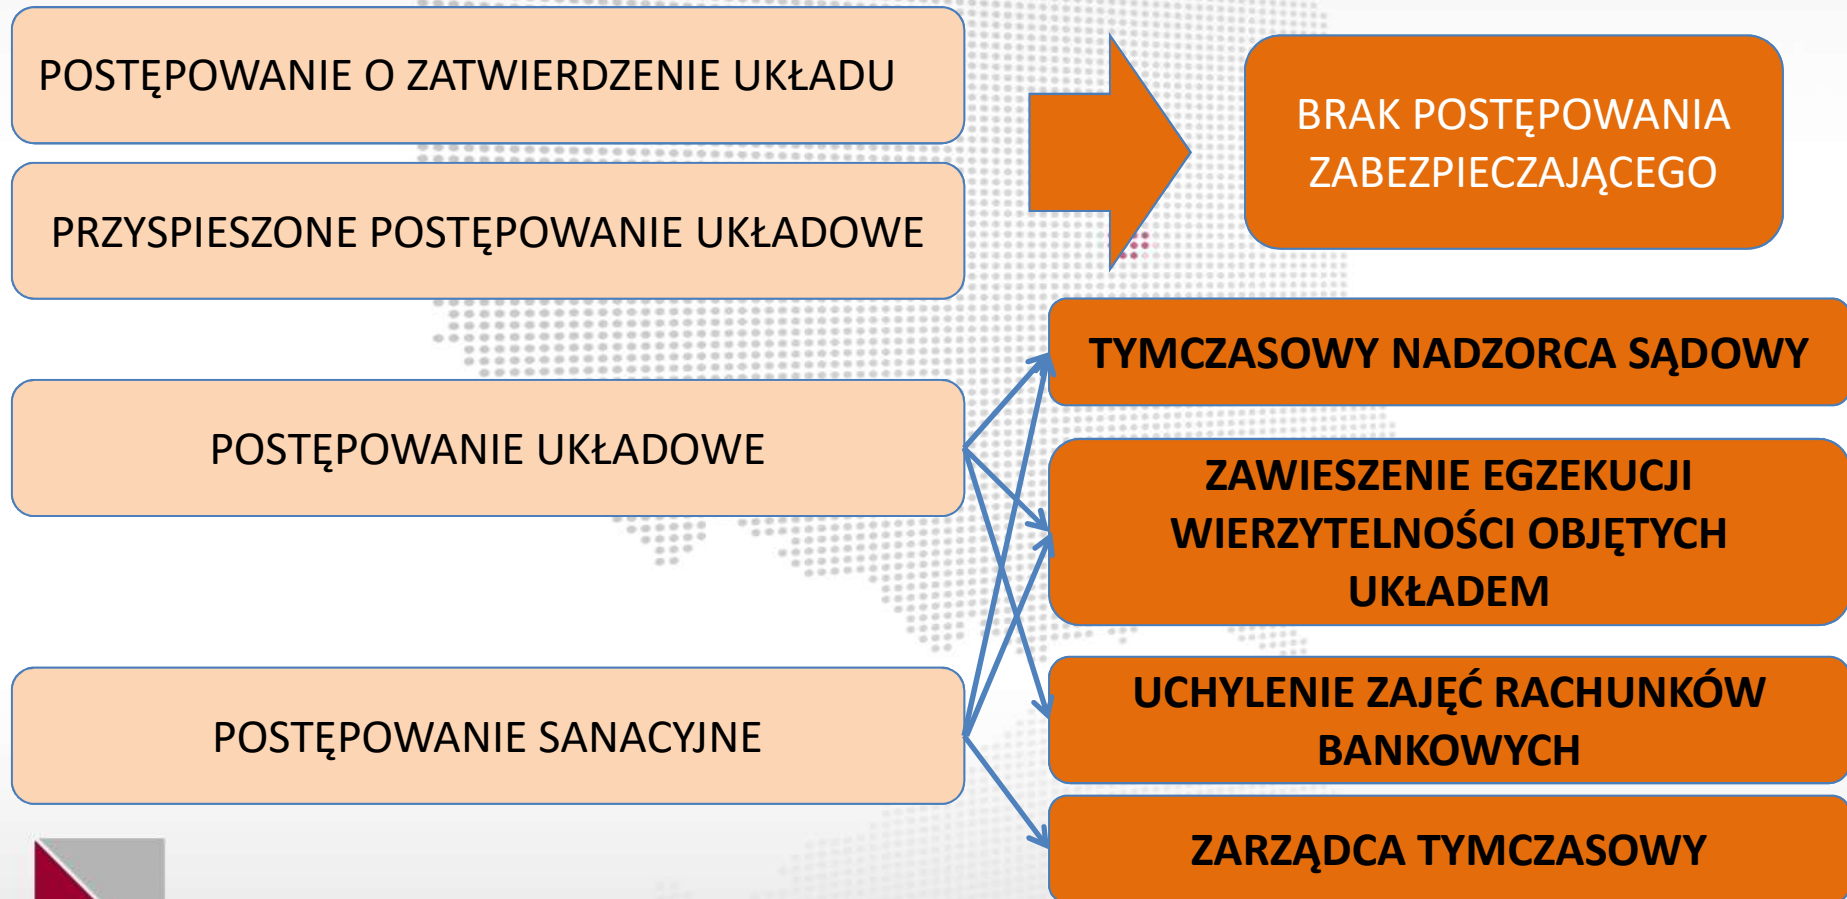 POSTĘPOWANIE O ZATWIERDZENIE UKŁADU
PRZYSPIESZONE POSTĘPOWANIE UKŁADOWE
BRAK POSTĘPOWANIA
ZABEZPIECZAJĄCEGO
POSTĘPOWANIE UKŁADOWE
POSTĘPOWANIE SANACYJNE
TYMCZASOWY NADZORCA SĄDOWY
ZAWIESZENIE EGZEKUCJI
WIERZYTELNOŚCI OBJĘTYCH
UKŁADEM
UCHYLENIE ZAJĘĆ RACHUNKÓW
BANKOWYCH
ZARZĄDCA TYMCZASOWY